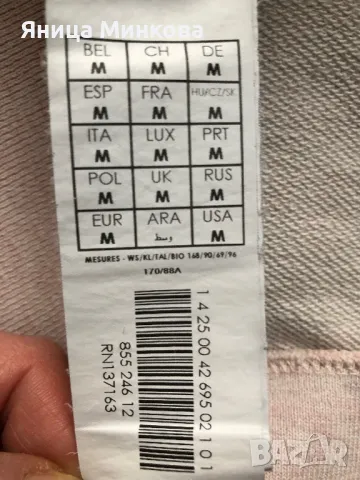 Яница Минкова
BEL CH DE
M M M
ESP FRA HU/CZ/SK
M M M
ITA LUX PRT
M M M
POL UK RUS
M M M
EUR ARA USA
M وسط M
MESURES - WS/KL/TAL/BIO 168/90/69/96
170/88A
1 4 25 00 42 695 02 1 0 1
855 246 12
RN137163
BAZAR